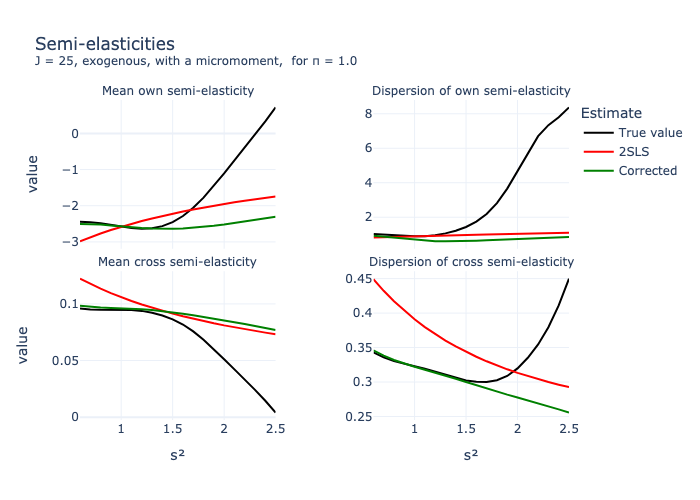 Semi-elasticities
J = 25, exogenous, with a micromoment, for π = 1.0
Mean own semi-elasticity
Dispersion of own semi-elasticity
Estimate
True value
2SLS
Corrected
value
0
−1
−2
−3
8
6
4
2
Mean cross semi-elasticity
Dispersion of cross semi-elasticity
value
0.1
0.05
0
0.45
0.4
0.35
0.3
0.25
1 1.5 2 2.5
1 1.5 2 2.5
s²
s²